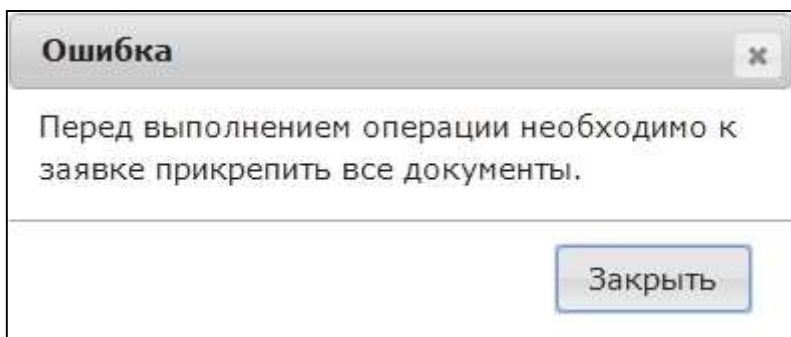 Ошибка
Перед выполнением операции необходимо к
заявке прикрепить все документы.
Закрыть